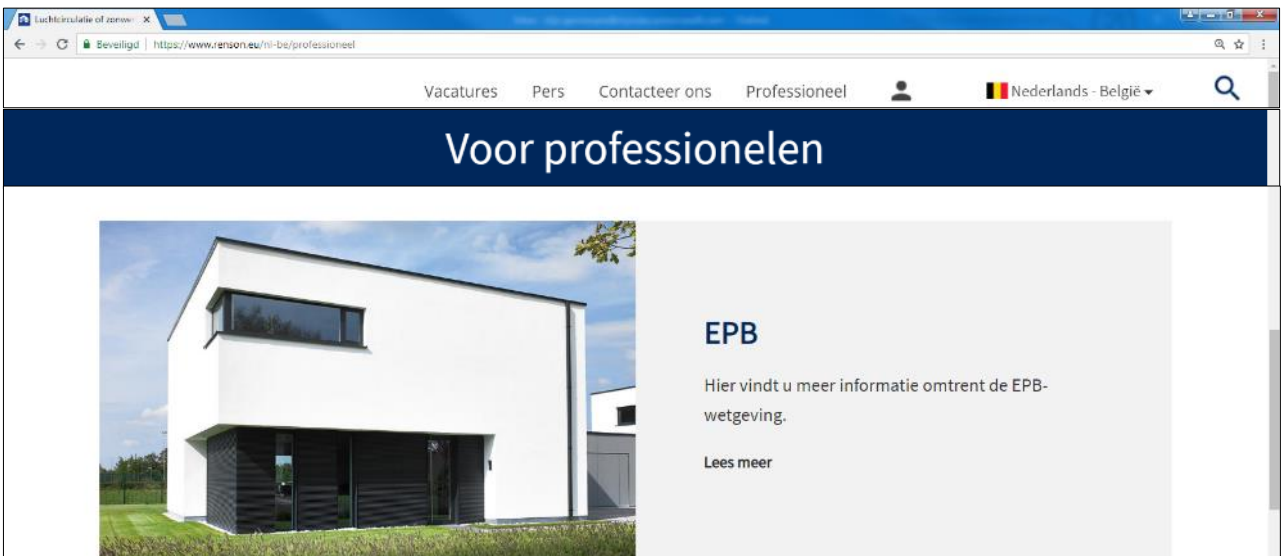 Luchtcirculatie of zonwer
Beveiligd | https://www.renson.eu/nl-be/professioneel
Vacatures Pers Contacteer ons Professioneel Nederlands - België
Voor professionelen
EPB
Hier vindt u meer informatie omtrent de EPB-
wetgeving.
Lees meer